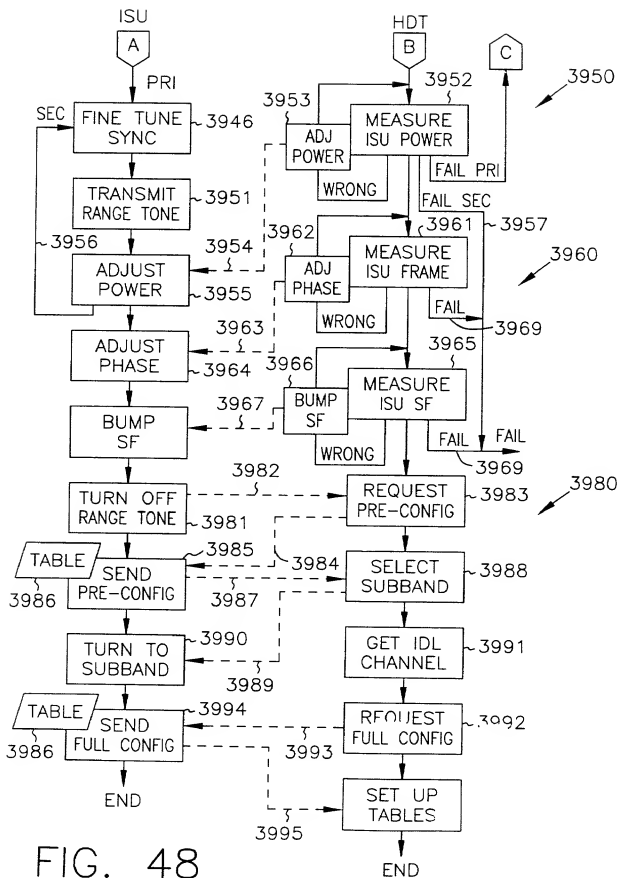 ISU
HDT
A
B
C
PRI
3950
SEC
FINE TUNE
SYNC
3946
3953
3952
ADJ
POWER
MEASURE
ISU POWER
FAIL PRI
WRONG
FAIL SEC
TRANSMIT
RANGE TONE
3951
3956
3954
3962
3961
3957
3960
ADJUST
POWER
3955
ADJ
PHASE
MEASURE
ISU FRAME
FAIL
WRONG
3969
3963
3965
ADJUST
PHASE
3964
3966
3967
BUMP
SF
MEASURE
ISU SF
BUMP
SF
FAIL
FAIL
WRONG
3969
3982
3980
TURN OFF
RANGE TONE
3981
REQUEST
PRE-CONFIG
3983
3985
TABLE
3984
SEND
PRE-CONFIG
3986
3987
SELECT
SUBBAND
3988
3990
TURN TO
SUBBAND
3989
GET IDL
CHANNEL
3991
3994
TABLE
SEND
FULL CONFIG
3986
3993
REQUEST
FULL CONFIG
3992
END
3995
SET UP
TABLES
END
FIG. 48